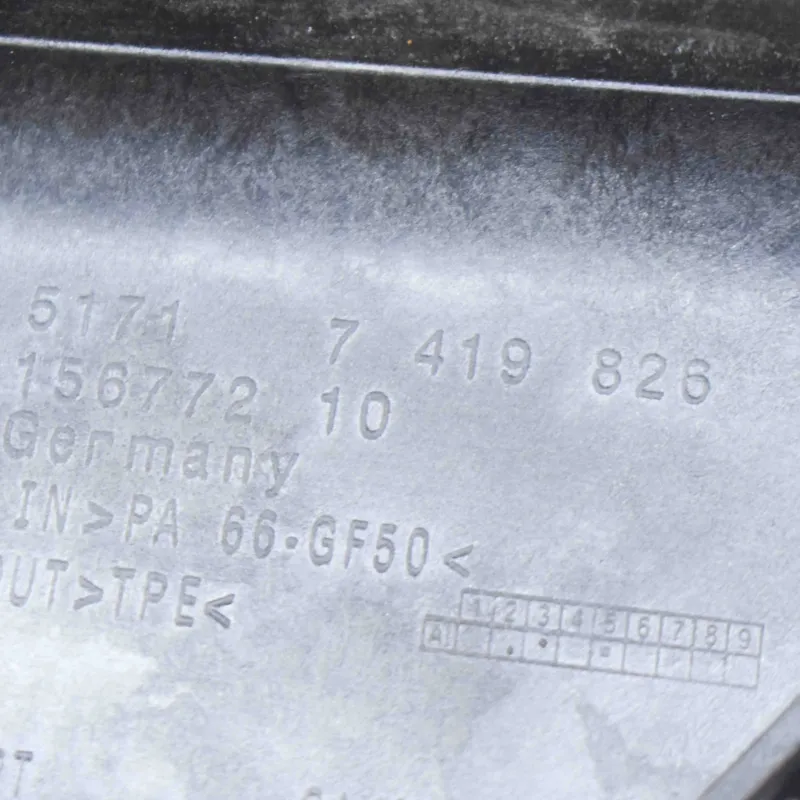 5171 7 419 826
156772 10
Germany
IN>PA 66-GF50<
OUT>TPE<
1 2 3 4 5 6 7 8 9
A